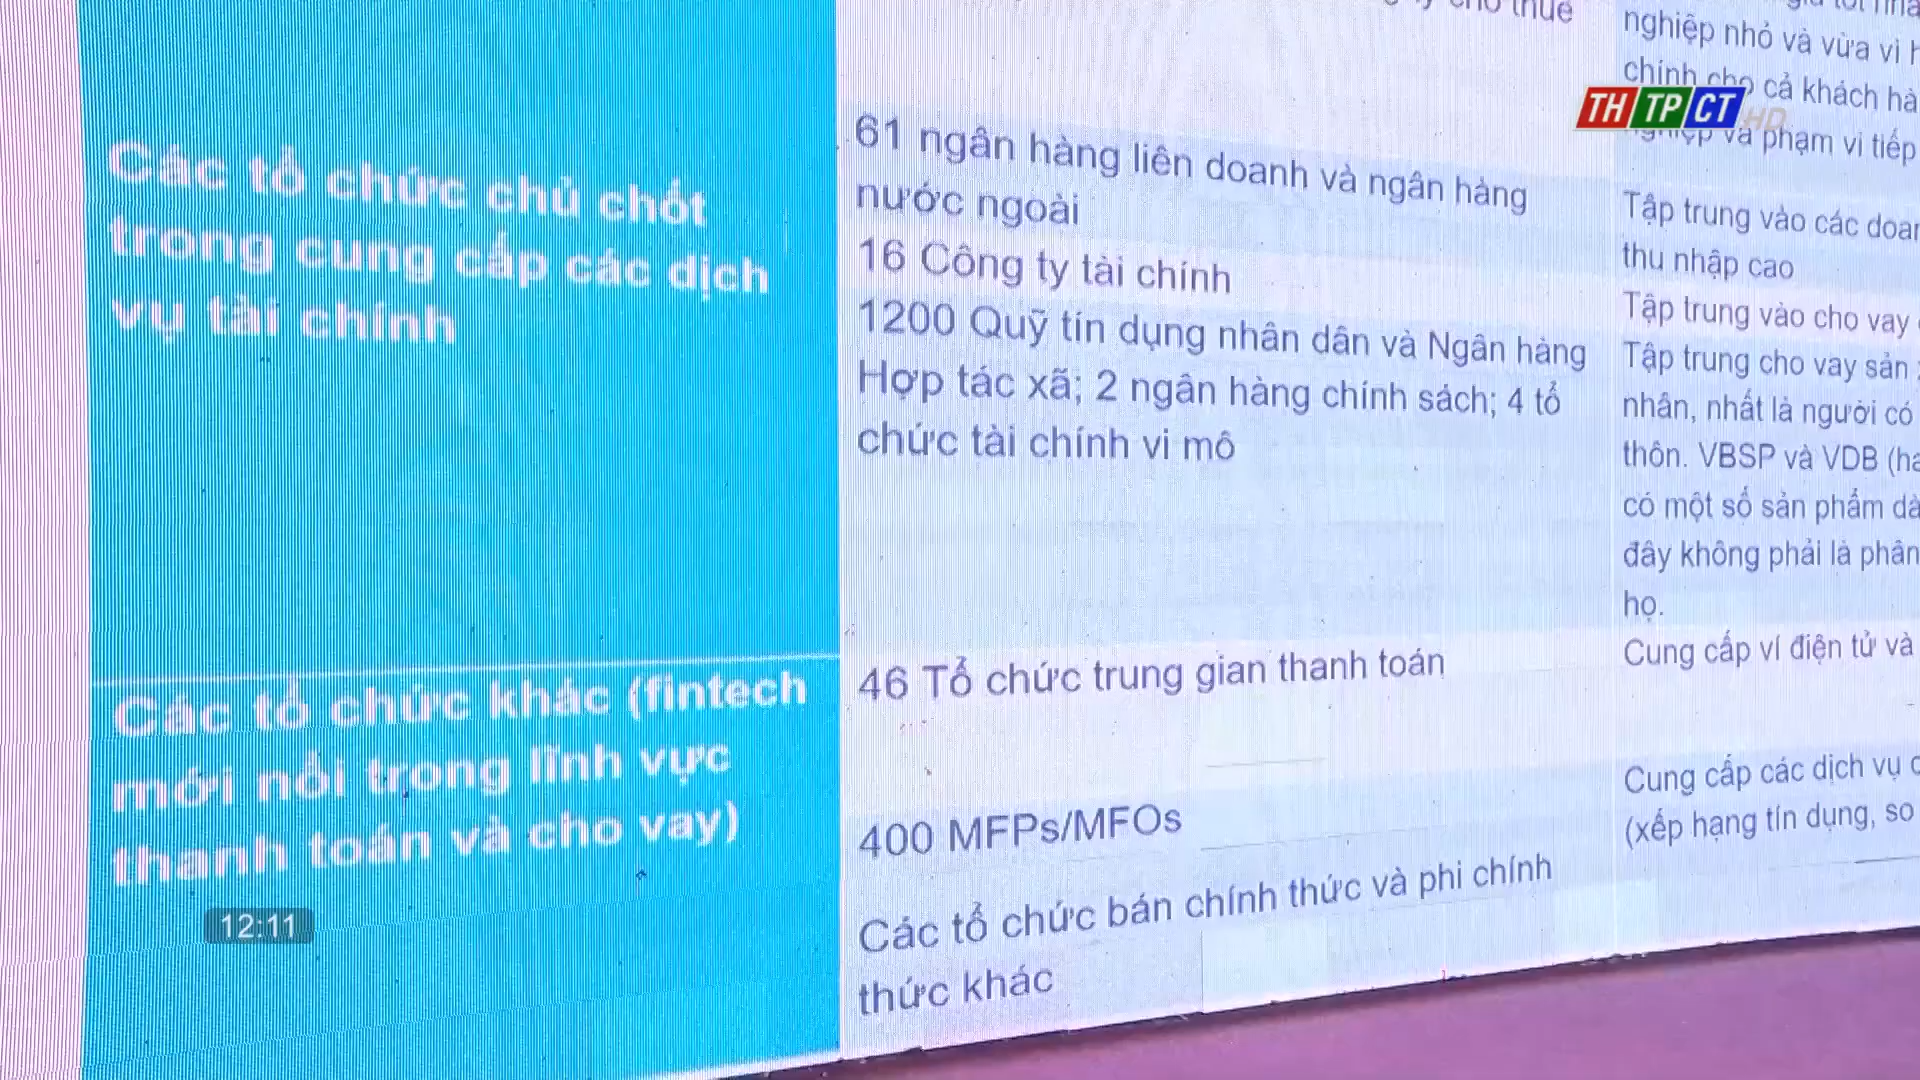 cho thuê
nghiệp nhỏ và vừa vì
chính cho cả khách
phạm vi tiếp
TH TP CT HD
Các tổ chức chủ chốt
trong cung cấp các dịch
vụ tài chính
61 ngân hàng liên doanh và ngân hàng
nước ngoài
Tập trung vào các
thu nhập cao
16 Công ty tài chính
Tập trung vào cho vay
1200 Quỹ tín dụng nhân dân và Ngân hàng
Hợp tác xã; 2 ngân hàng chính sách; 4 tổ
chức tài chính vi mô
Tập trung cho vay sản
nhân, nhất là người có
thôn. VBSP và VDB
có một số sản phẩm
đây không phải là
họ.
Các tổ chức khác (fintech
mới nổi trong lĩnh vực
thanh toán và cho vay)
46 Tổ chức trung gian thanh toán
Cung cấp ví điện tử và
400 MFPs/MFOs
Cung cấp các dịch vụ
(xếp hạng tín dụng, so
Các tổ chức bán chính thức và phi chính
thức khác
12:11